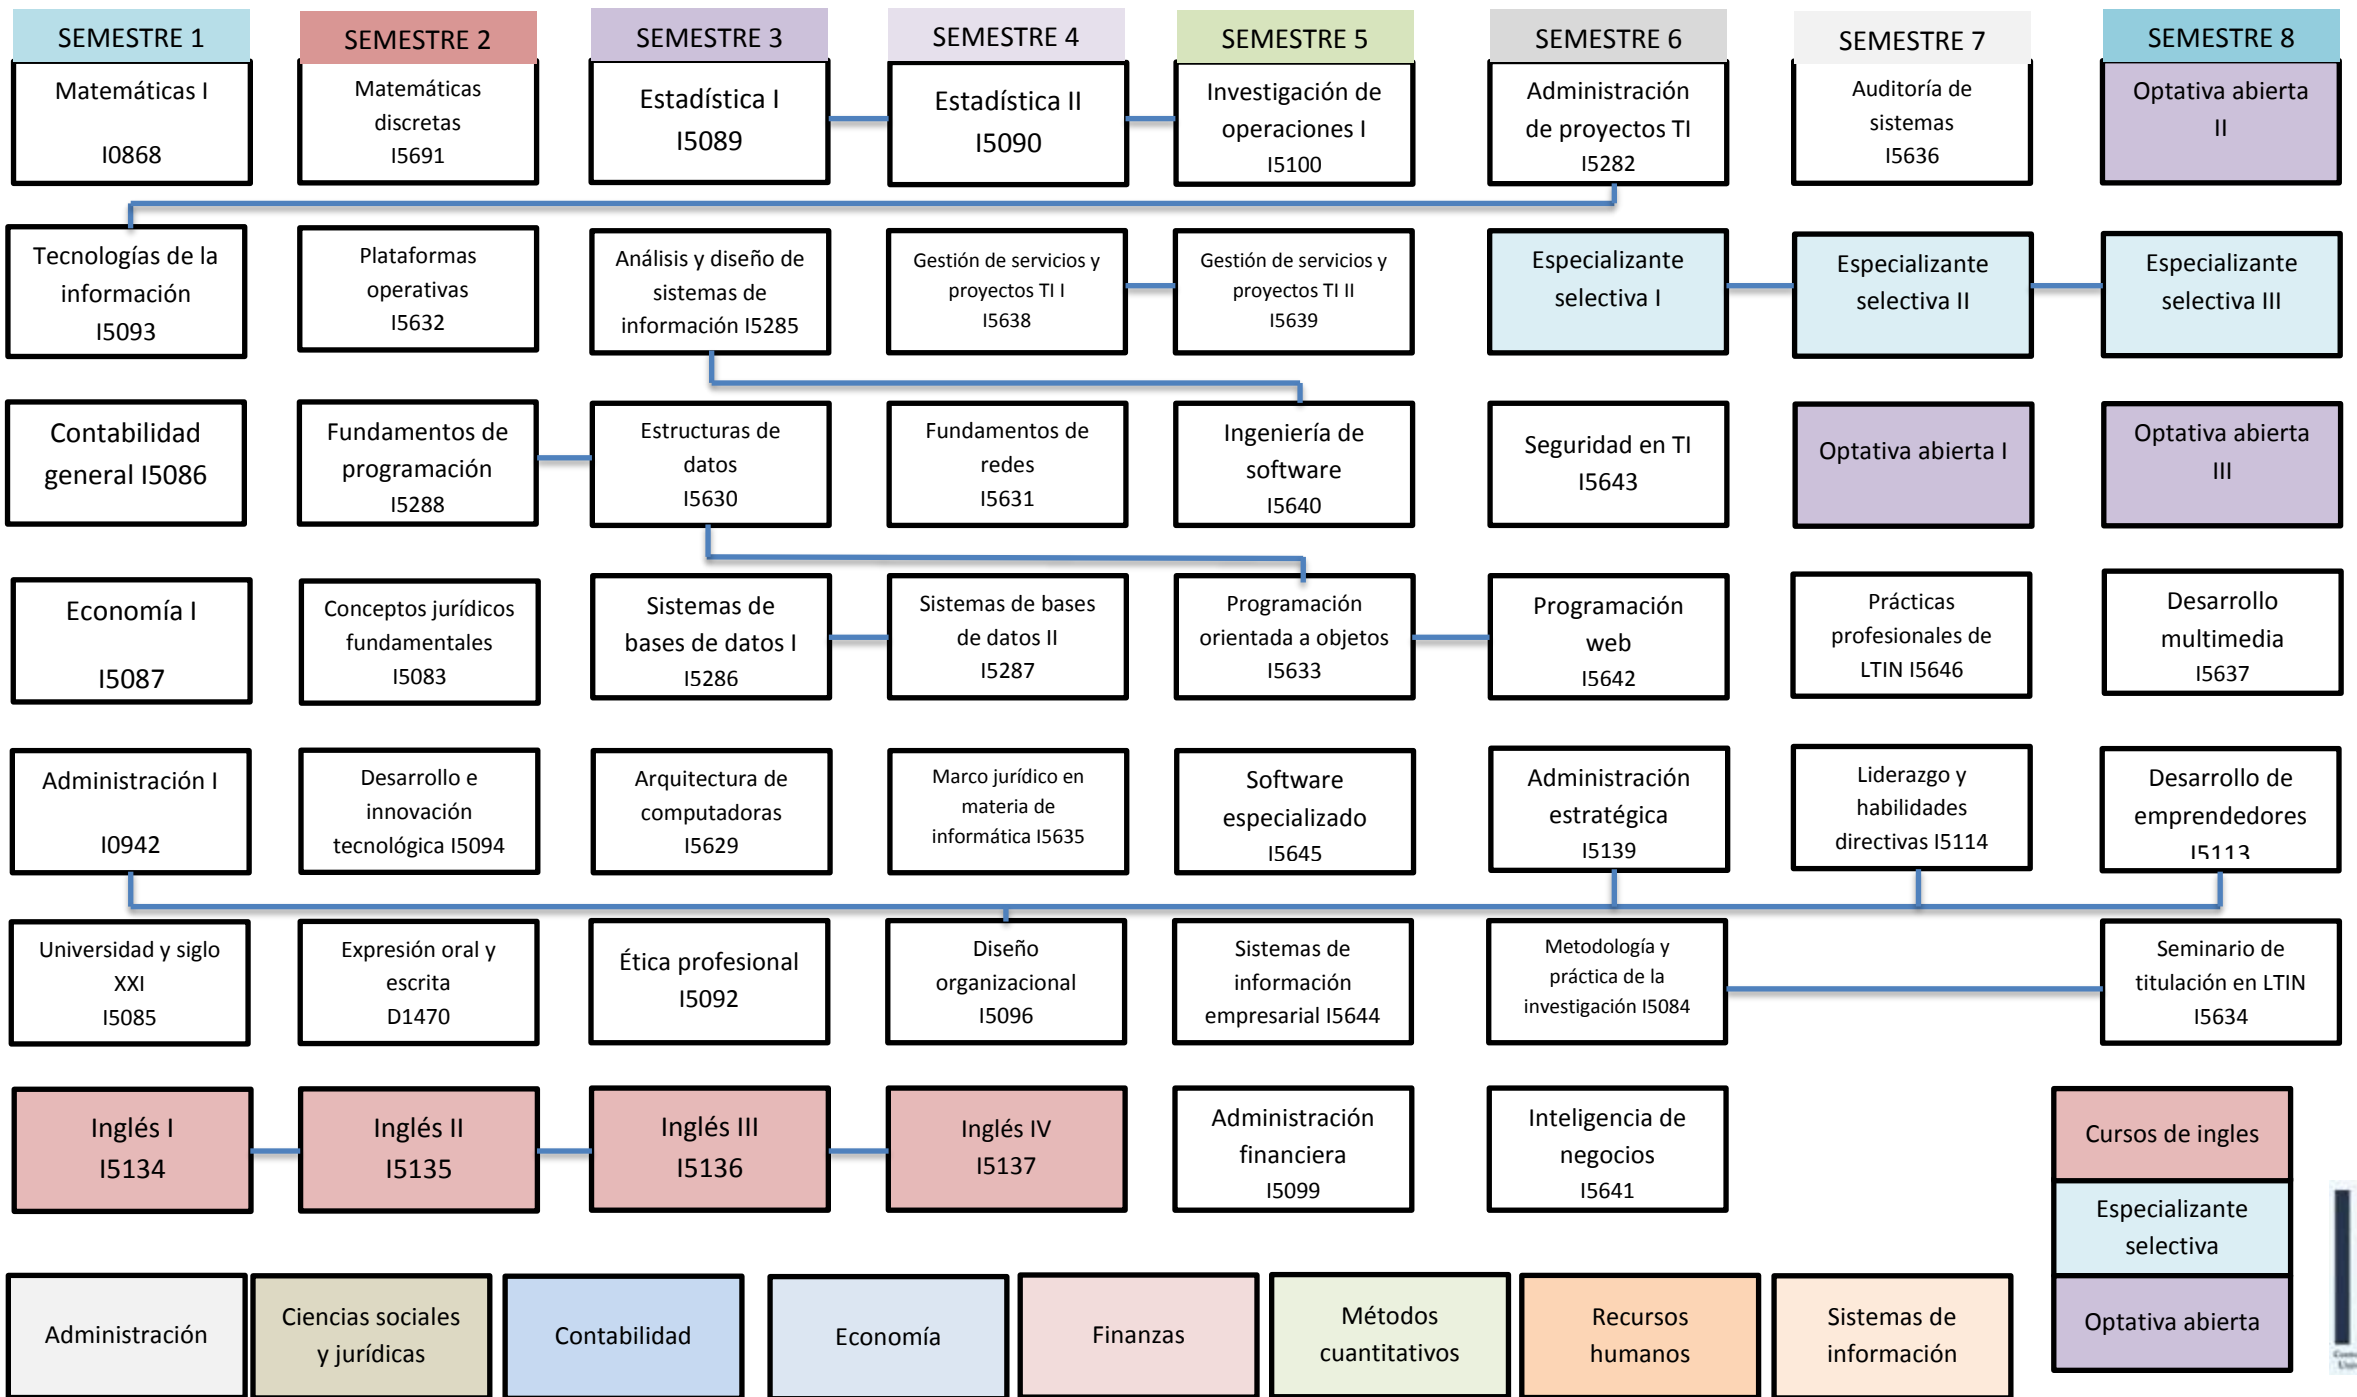 SEMESTRE 1
SEMESTRE 2
SEMESTRE 3
SEMESTRE 4
SEMESTRE 5
SEMESTRE 6
SEMESTRE 7
SEMESTRE 8
Matemáticas I
I0868
Matemáticas
discretas
I5691
Estadística I
I5089
Estadística II
I5090
Investigación de
operaciones I
I5100
Administración
de proyectos TI
I5282
Auditoría de
sistemas
I5636
Optativa abierta
II
Tecnologías de la
información
I5093
Plataformas
operativas
I5632
Análisis y diseño de
sistemas de
información I5285
Gestión de servicios y
proyectos TI I
I5638
Gestión de servicios y
proyectos TI II
I5639
Especializante
selectiva I
Especializante
selectiva II
Especializante
selectiva III
Contabilidad
general I5086
Fundamentos de
programación
I5288
Estructuras de
datos
I5630
Fundamentos de
redes
I5631
Ingeniería de
software
I5640
Seguridad en TI
I5643
Optativa abierta I
Optativa abierta
III
Economía I
I5087
Conceptos jurídicos
fundamentales
I5083
Sistemas de
bases de datos I
I5286
Sistemas de bases
de datos II
I5287
Programación
orientada a objetos
I5633
Programación
web
I5642
Prácticas
profesionales de
LTIN I5646
Desarrollo
multimedia
I5637
Administración I
I0942
Desarrollo e
innovación
tecnológica I5094
Arquitectura de
computadoras
I5629
Marco jurídico en
materia de
informática I5635
Software
especializado
I5645
Administración
estratégica
I5139
Liderazgo y
habilidades
directivas I5114
Desarrollo de
emprendedores
I5113
Universidad y siglo
XXI
I5085
Expresión oral y
escrita
D1470
Ética profesional
I5092
Diseño
organizacional
I5096
Sistemas de
información
empresarial I5644
Metodología y
práctica de la
investigación I5084
Seminario de
titulación en LTIN
I5634
Inglés I
I5134
Inglés II
I5135
Inglés III
I5136
Inglés IV
I5137
Administración
financiera
I5099
Inteligencia de
negocios
I5641
Cursos de ingles
Especializante
selectiva
Optativa abierta
Administración
Ciencias sociales
y jurídicas
Contabilidad
Economía
Finanzas
Métodos
cuantitativos
Recursos
humanos
Sistemas de
información